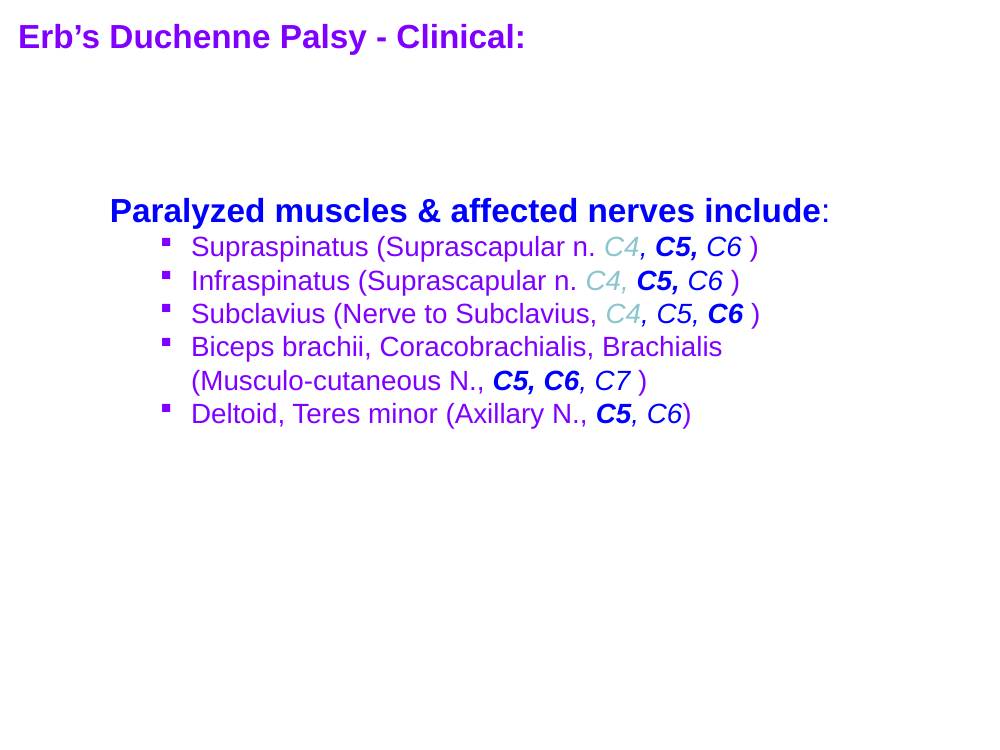 Erb’s Duchenne Palsy - Clinical:
Paralyzed muscles & affected nerves include:
▪ Supraspinatus (Suprascapular n. C4, C5, C6 )
▪ Infraspinatus (Suprascapular n. C4, C5, C6 )
▪ Subclavius (Nerve to Subclavius, C4, C5, C6 )
▪ Biceps brachii, Coracobrachialis, Brachialis
(Musculo-cutaneous N., C5, C6, C7 )
▪ Deltoid, Teres minor (Axillary N., C5, C6)